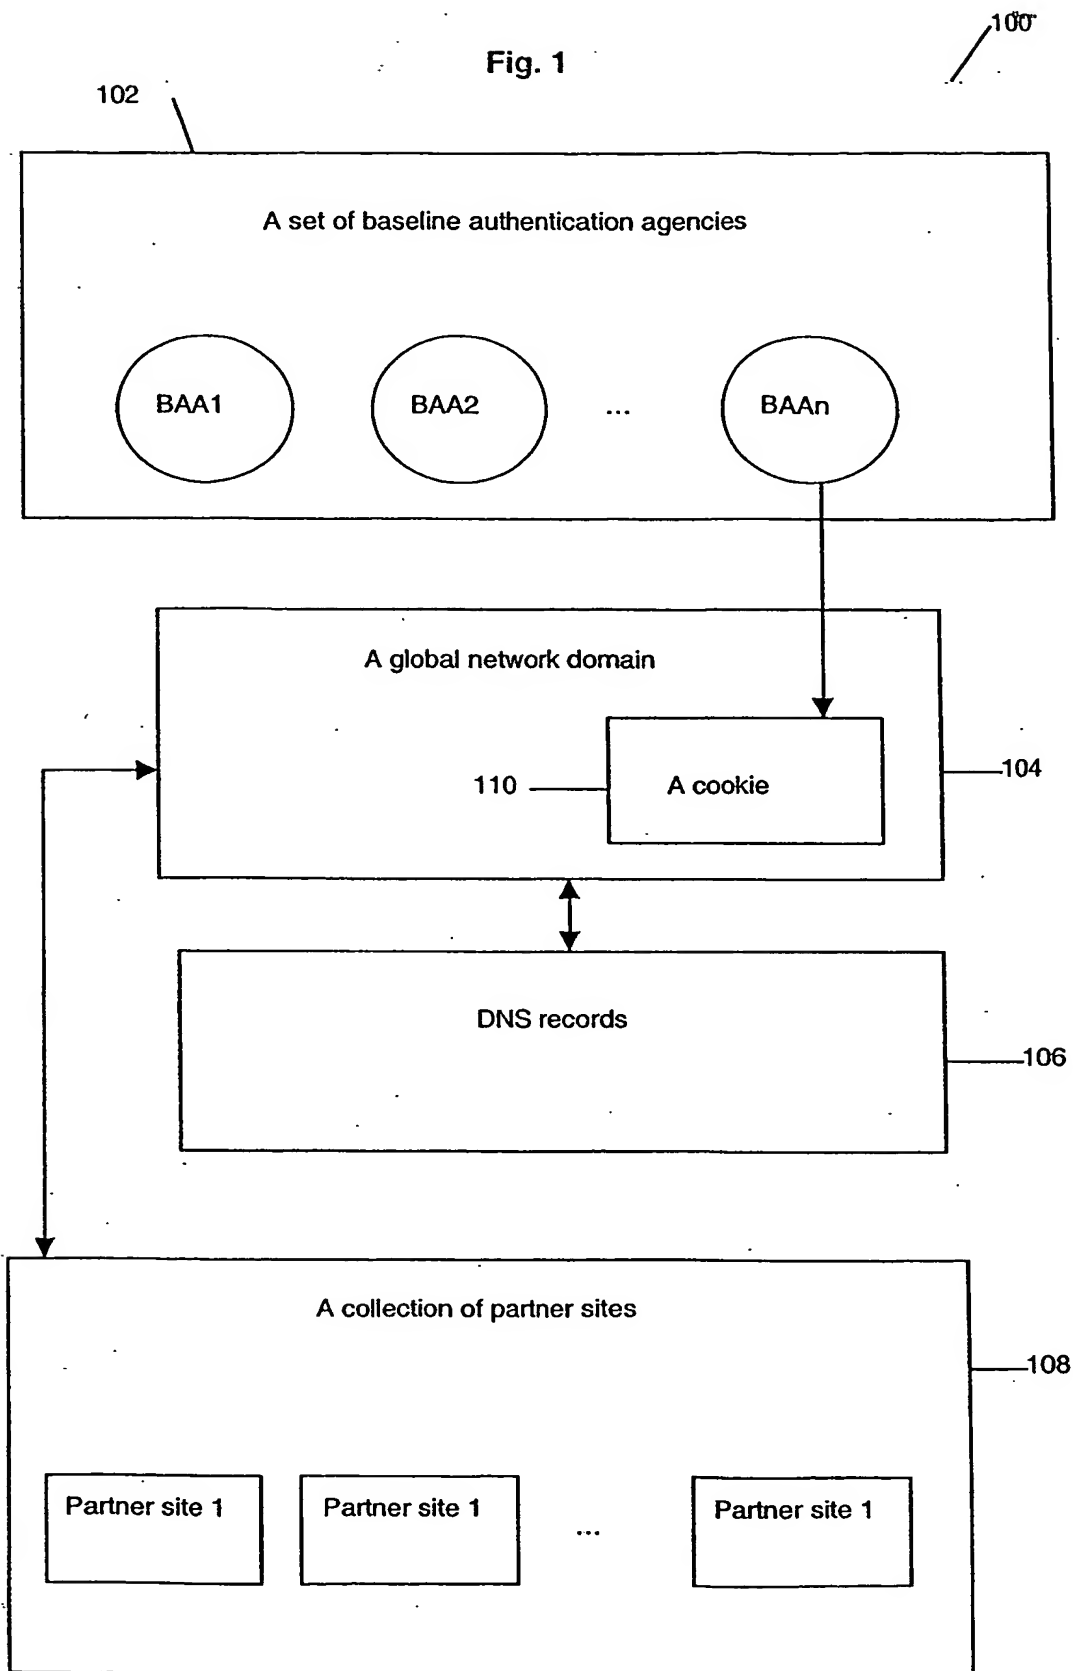 100
Fig. 1
102
A set of baseline authentication agencies
BAA1 BAA2 ... BAAn
A global network domain
110 A cookie 104
DNS records
106
A collection of partner sites
108
Partner site 1 Partner site 1 ... Partner site 1